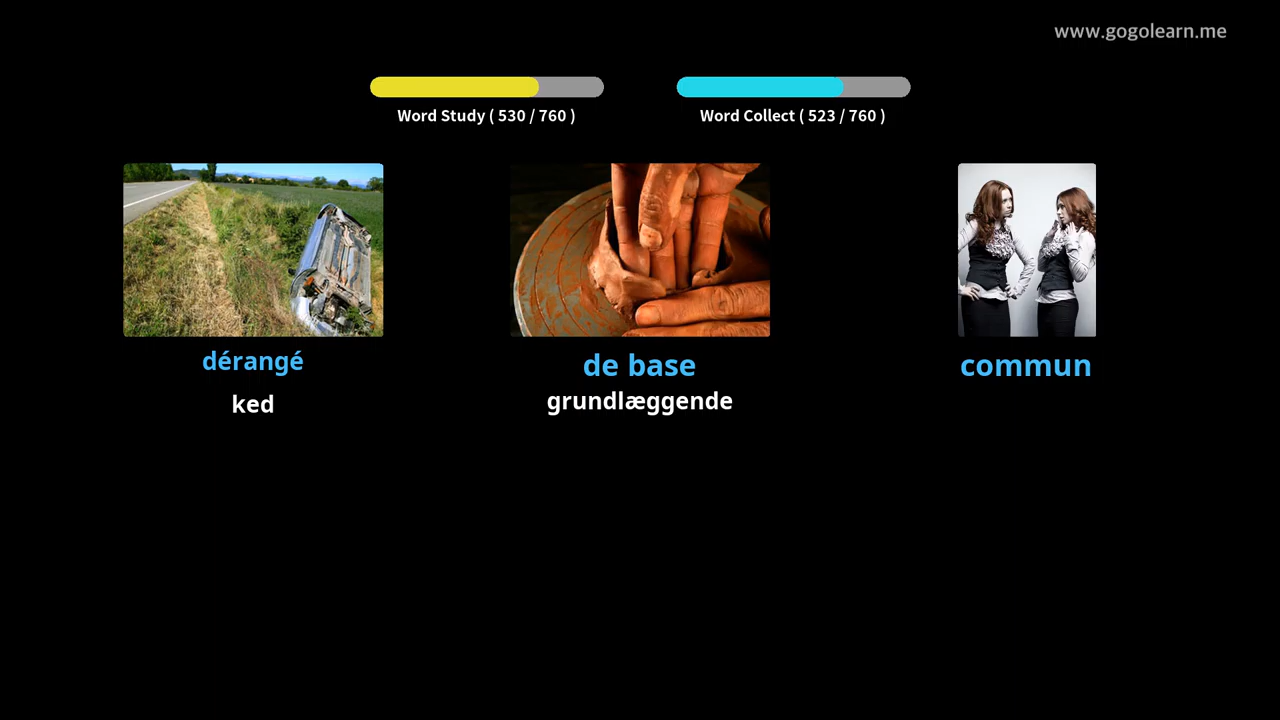 www.gogolearn.me
Word Study ( 530 / 760 )
Word Collect ( 523 / 760 )
dérangé
ked
de base
grundlæggende
commun